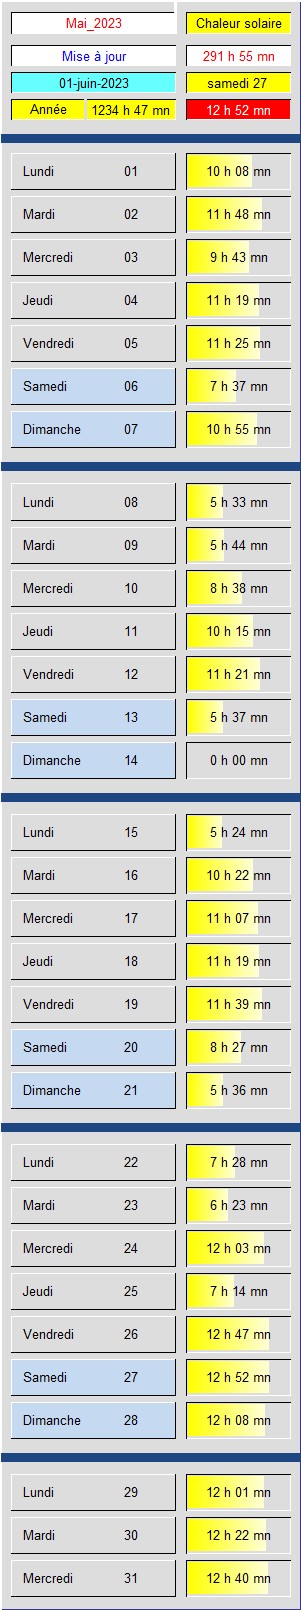 Mai_2023 Chaleur solaire
Mise à jour 291 h 55 mn
01-juin-2023 samedi 27
Année 1234 h 47 mn 12 h 52 mn
Lundi 01 10 h 08 mn
Mardi 02 11 h 48 mn
Mercredi 03 9 h 43 mn
Jeudi 04 11 h 19 mn
Vendredi 05 11 h 25 mn
Samedi 06 7 h 37 mn
Dimanche 07 10 h 55 mn
Lundi 08 5 h 33 mn
Mardi 09 5 h 44 mn
Mercredi 10 8 h 38 mn
Jeudi 11 10 h 15 mn
Vendredi 12 11 h 21 mn
Samedi 13 5 h 37 mn
Dimanche 14 0 h 00 mn
Lundi 15 5 h 24 mn
Mardi 16 10 h 22 mn
Mercredi 17 11 h 07 mn
Jeudi 18 11 h 19 mn
Vendredi 19 11 h 39 mn
Samedi 20 8 h 27 mn
Dimanche 21 5 h 36 mn
Lundi 22 7 h 28 mn
Mardi 23 6 h 23 mn
Mercredi 24 12 h 03 mn
Jeudi 25 7 h 14 mn
Vendredi 26 12 h 47 mn
Samedi 27 12 h 52 mn
Dimanche 28 12 h 08 mn
Lundi 29 12 h 01 mn
Mardi 30 12 h 22 mn
Mercredi 31 12 h 40 mn